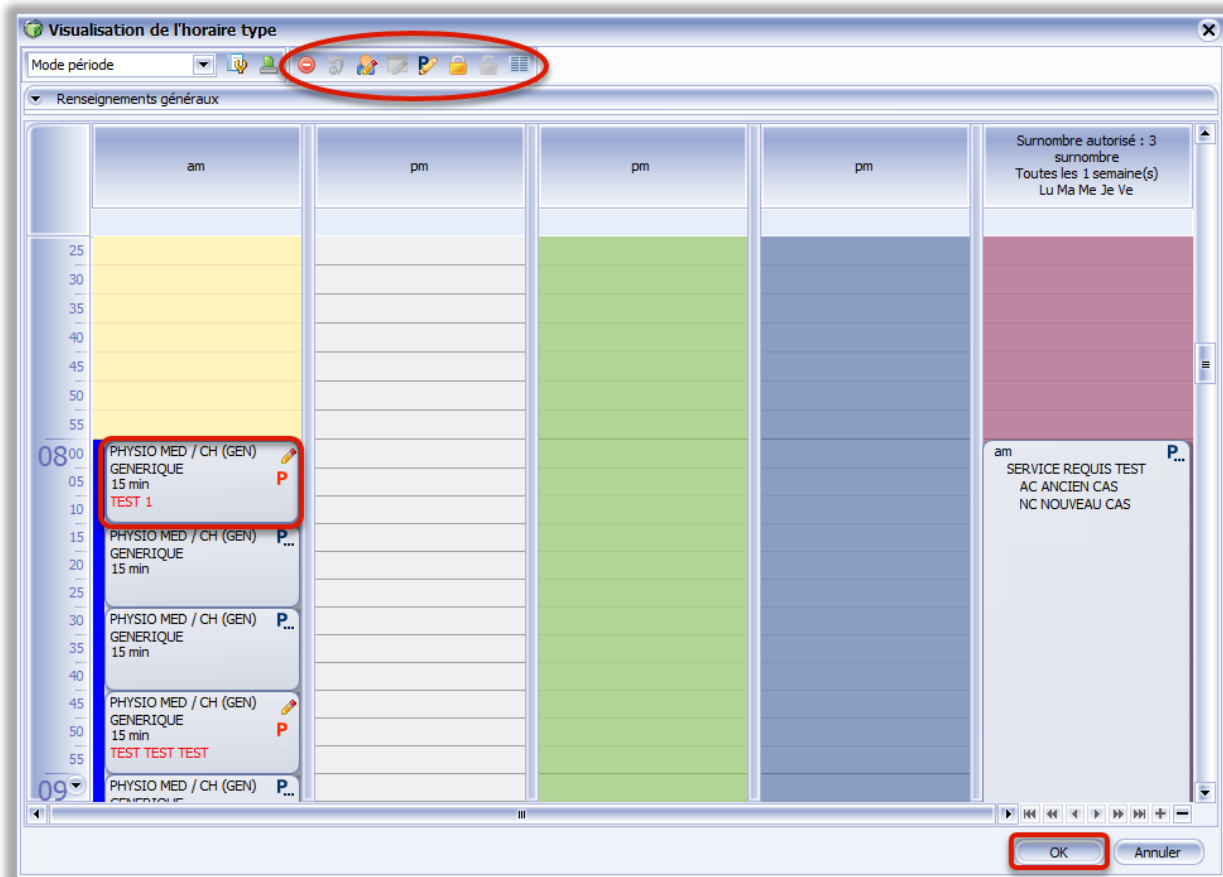 Visualisation de l'horaire type
Mode période
Renseignements généraux
am
pm
pm
pm
Surnombre autorisé : 3
surnombre
Toutes les 1 semaine(s)
Lu Ma Me Je Ve
25
30
35
40
45
50
55
08 00
05
10
15
20
25
30
35
40
45
50
55
09
PHYSIO MED / CH (GEN)
GENERIQUE
15 min
P
TEST 1
PHYSIO MED / CH (GEN) P...
GENERIQUE
15 min
PHYSIO MED / CH (GEN) P...
GENERIQUE
15 min
PHYSIO MED / CH (GEN)
GENERIQUE
15 min
P
TEST TEST TEST
PHYSIO MED / CH (GEN) P...
GENERIQUE
am P...
SERVICE REQUIS TEST
AC ANCIEN CAS
NC NOUVEAU CAS
OK
Annuler